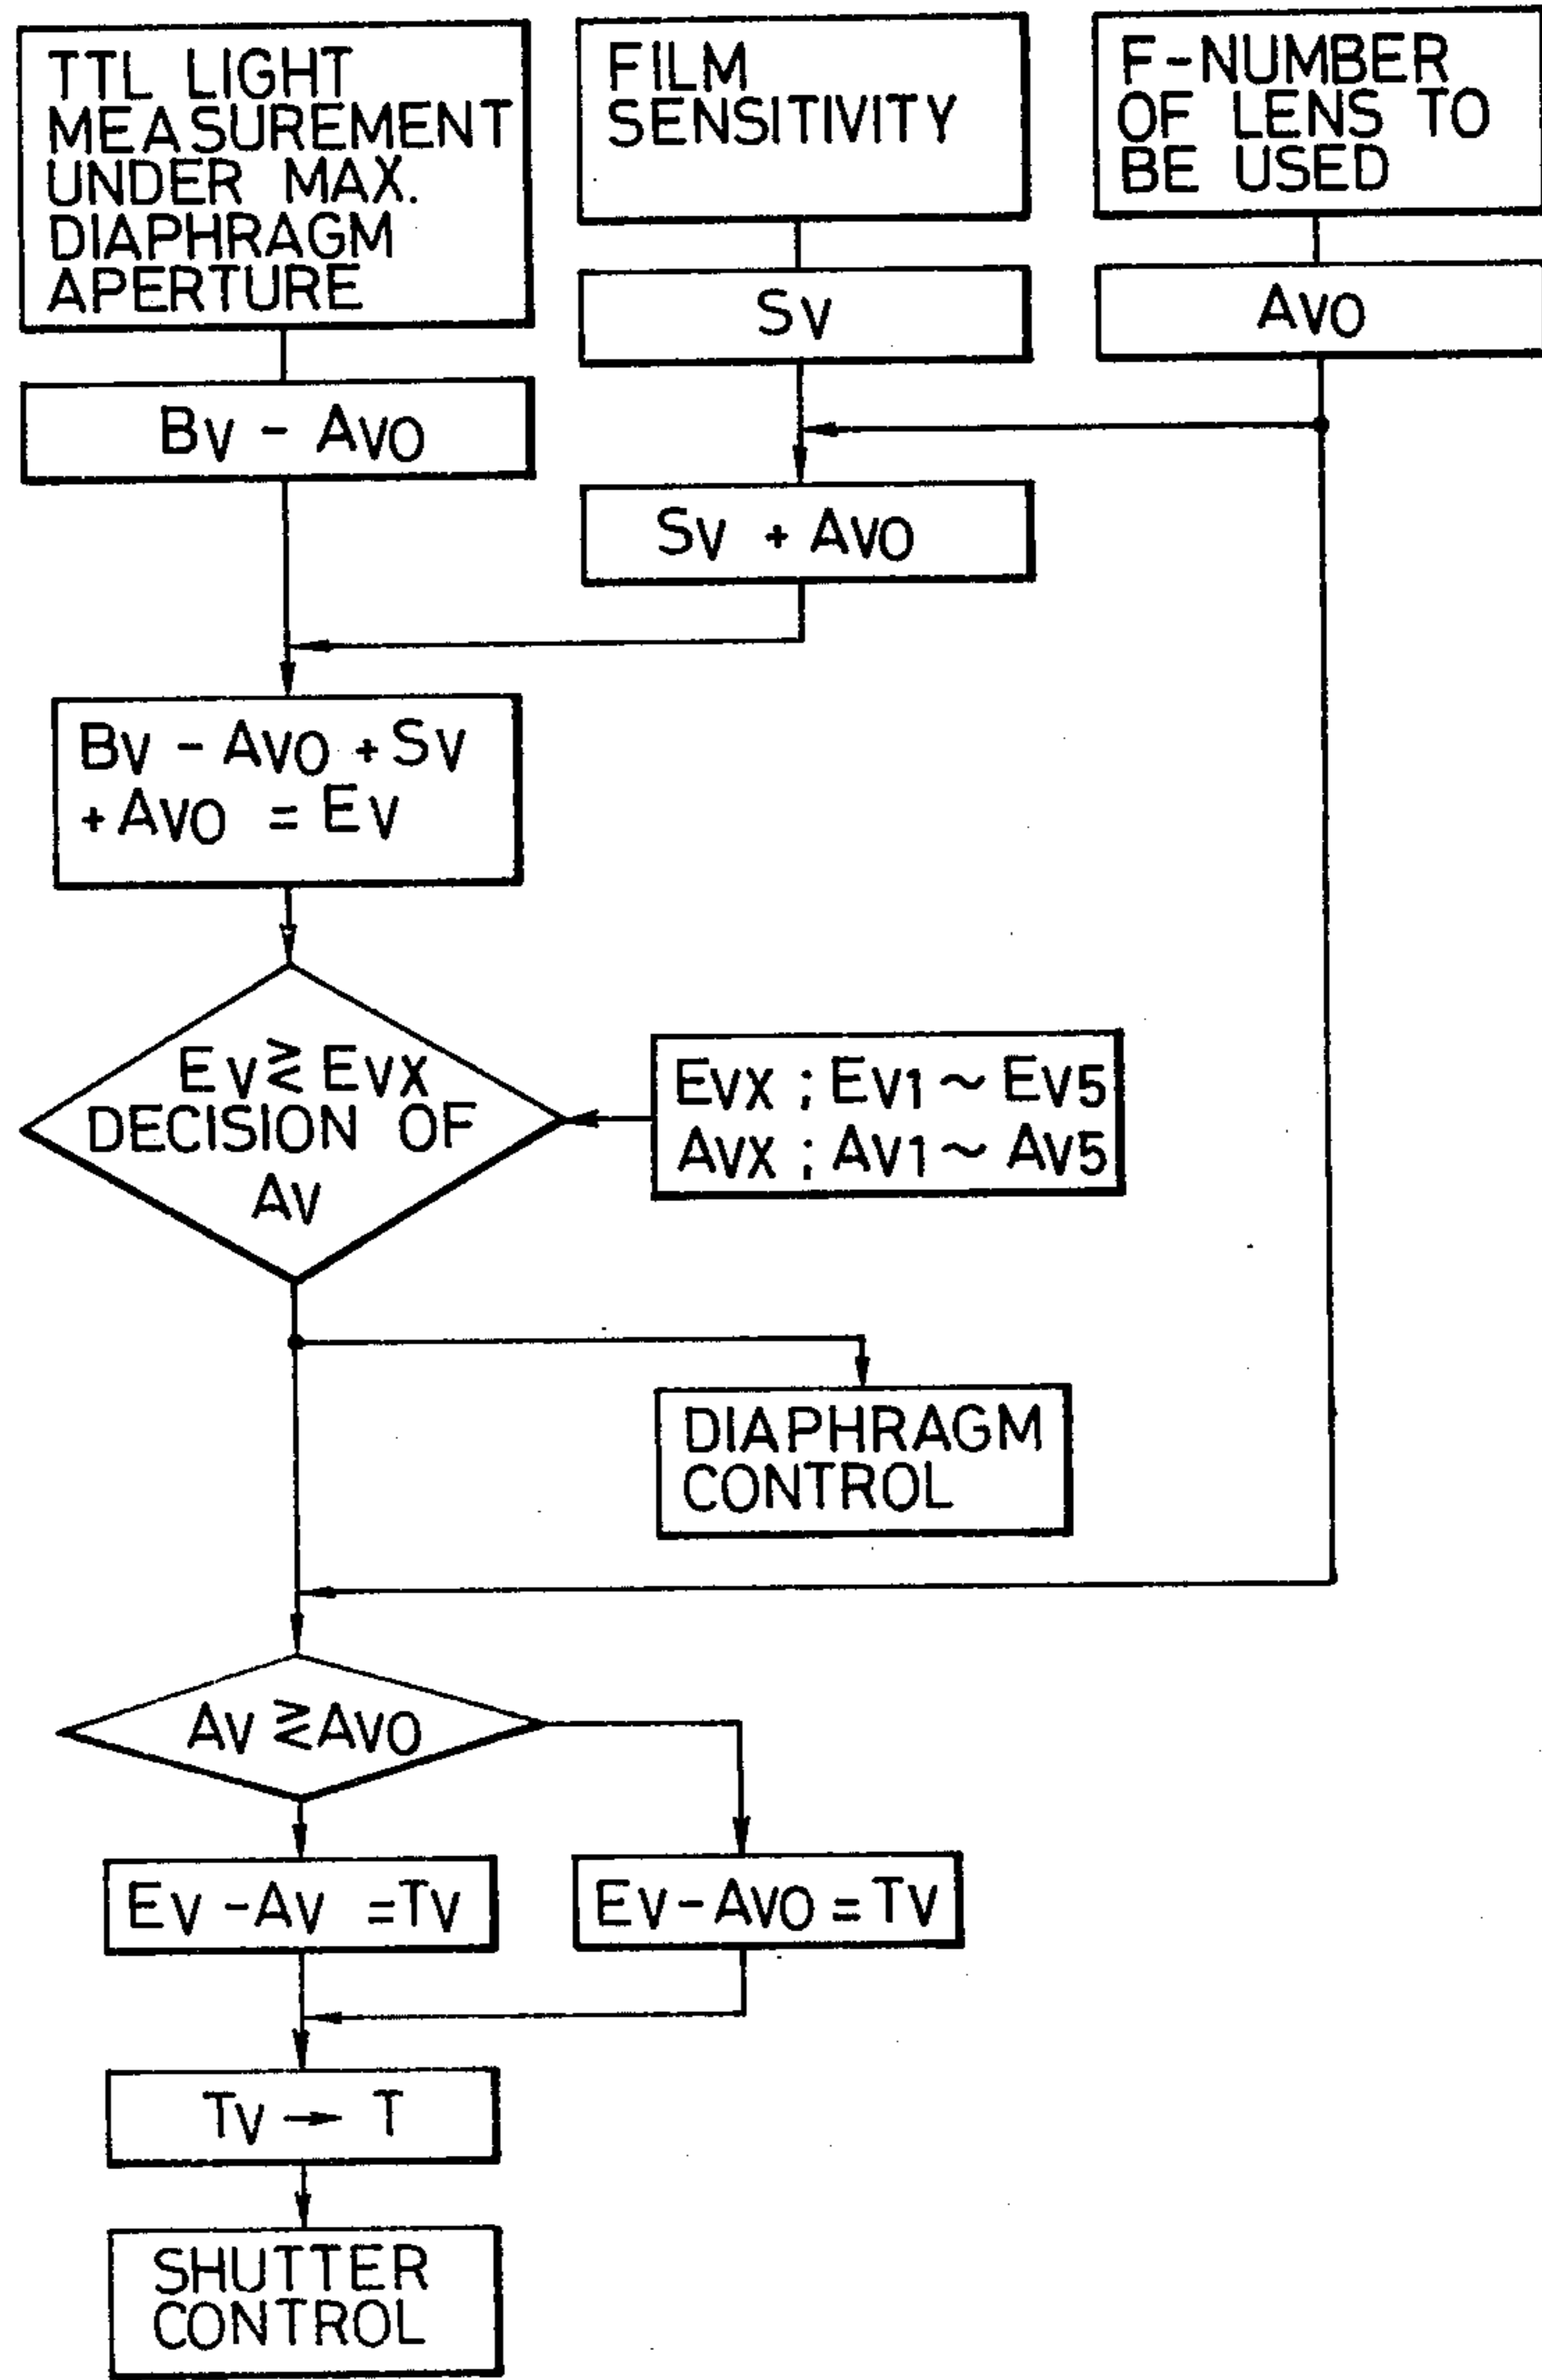 TTL LIGHT
MEASUREMENT
UNDER MAX.
DIAPHRAGM
APERTURE
FILM
SENSITIVITY
F-NUMBER
OF LENS TO
BE USED
SV
AVO
BV - AVO
SV + AVO
BV - AVO + SV
+ AVO = EV
EV ≷ EVX
DECISION OF
AV
EVX ; EV1 ~ EV5
AVX ; AV1 ~ AV5
DIAPHRAGM
CONTROL
AV ≷ AVO
EV - AV = TV
EV - AVO = TV
TV → T
SHUTTER
CONTROL